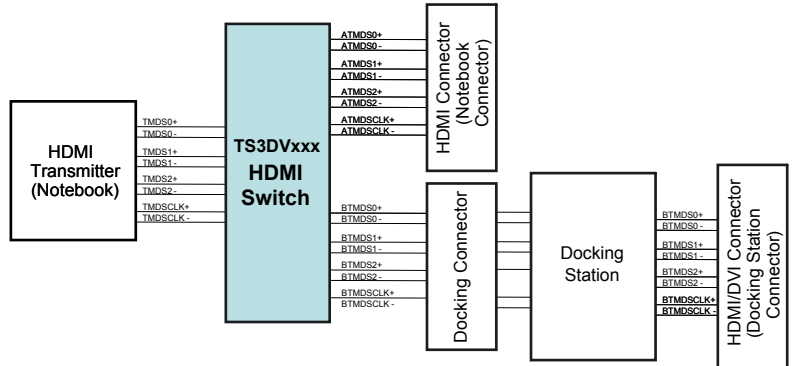 HDMI
Transmitter
(Notebook)
TMDS0+
TMDS0-
TMDS1+
TMDS1-
TMDS2+
TMDS2-
TMDSCLK+
TMDSCLK -
TS3DVxxx
HDMI
Switch
ATMDS0+
ATMDS0 -
ATMDS1+
ATMDS1 -
ATMDS2+
ATMDS2 -
ATMDSCLK+
ATMDSCLK -
HDMI Connector
(Notebook
Connector)
BTMDS0+
BTMDS0 -
BTMDS1+
BTMDS1 -
BTMDS2+
BTMDS2 -
BTMDSCLK+
BTMDSCLK -
Docking Connector
Docking
Station
BTMDS0+
BTMDS0 -
BTMDS1+
BTMDS1 -
BTMDS2+
BTMDS2 -
BTMDSCLK+
BTMDSCLK -
HDMI/DVI Connector
(Docking Station
Connector)